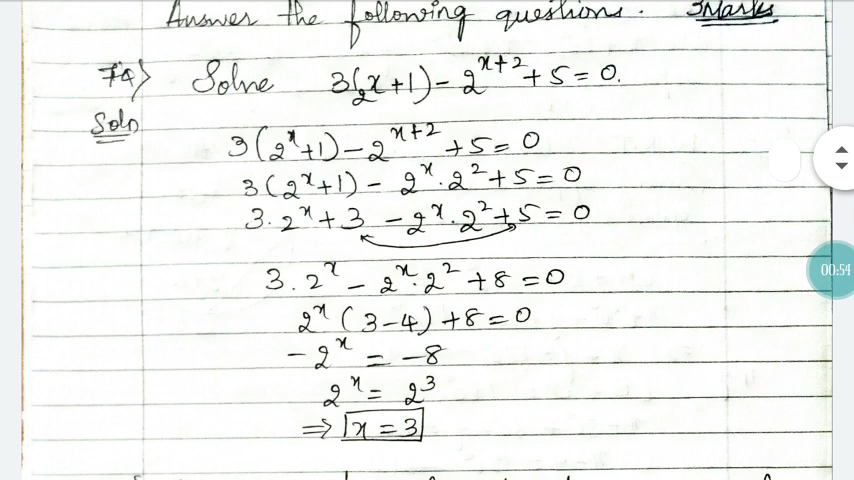 Answer the following questions. 3Marks
74) Solve 3(2x+1) - 2^{x+2} + 5 = 0.
Soln
3(2^x+1) - 2^{x+2} + 5 = 0
3(2^x+1) - 2^x . 2^2 + 5 = 0
3. 2^x + 3 - 2^x . 2^2 + 5 = 0
3. 2^x - 2^x . 2^2 + 8 = 0
2^x (3-4) + 8 = 0
- 2^x = -8
2^x = 2^3
⇒ x = 3
00:54